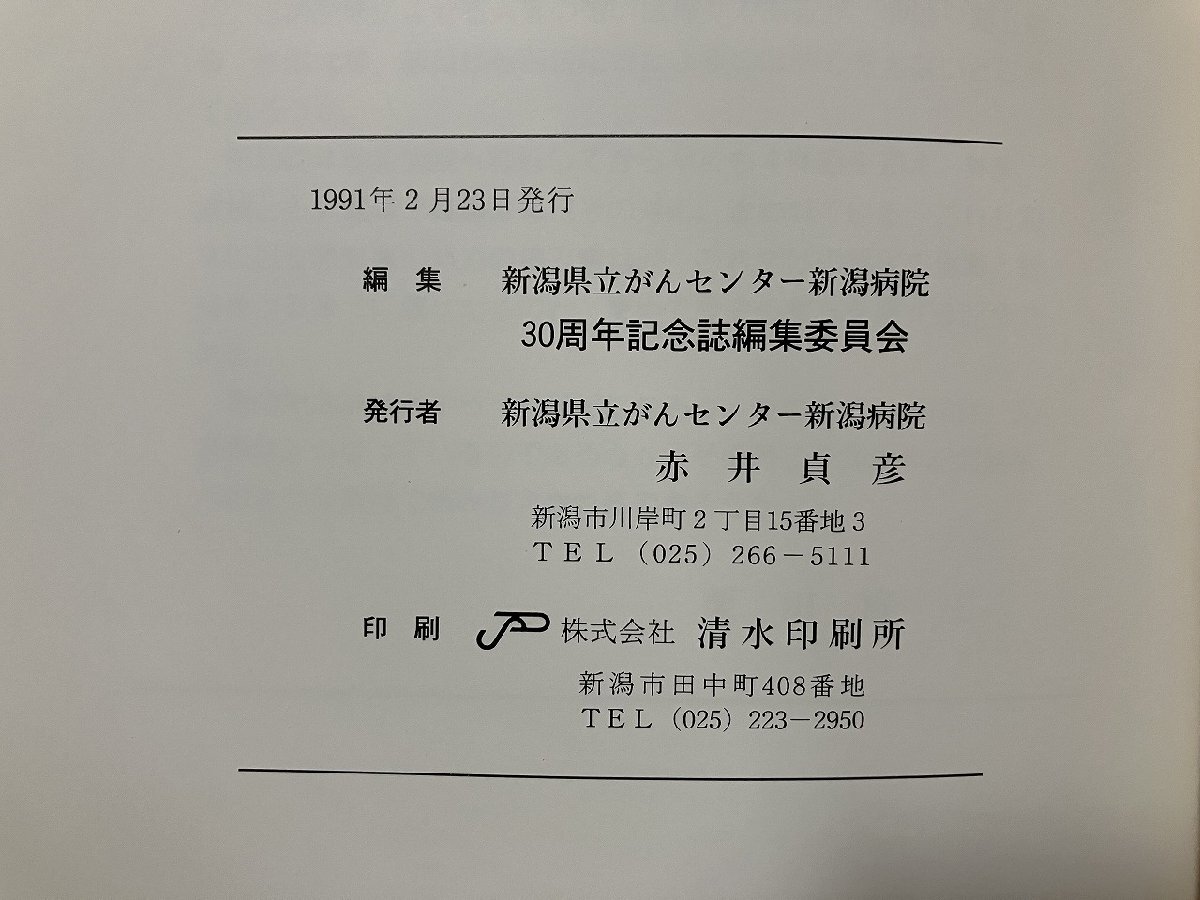 1991年2月23日発行
編集 新潟県立がんセンター新潟病院
30周年記念誌編集委員会
発行者 新潟県立がんセンター新潟病院
赤井貞彦
新潟市川岸町2丁目15番地3
TEL (025) 266-5111
印刷 株式会社 清水印刷所
新潟市田中町408番地
TEL (025) 223-2950